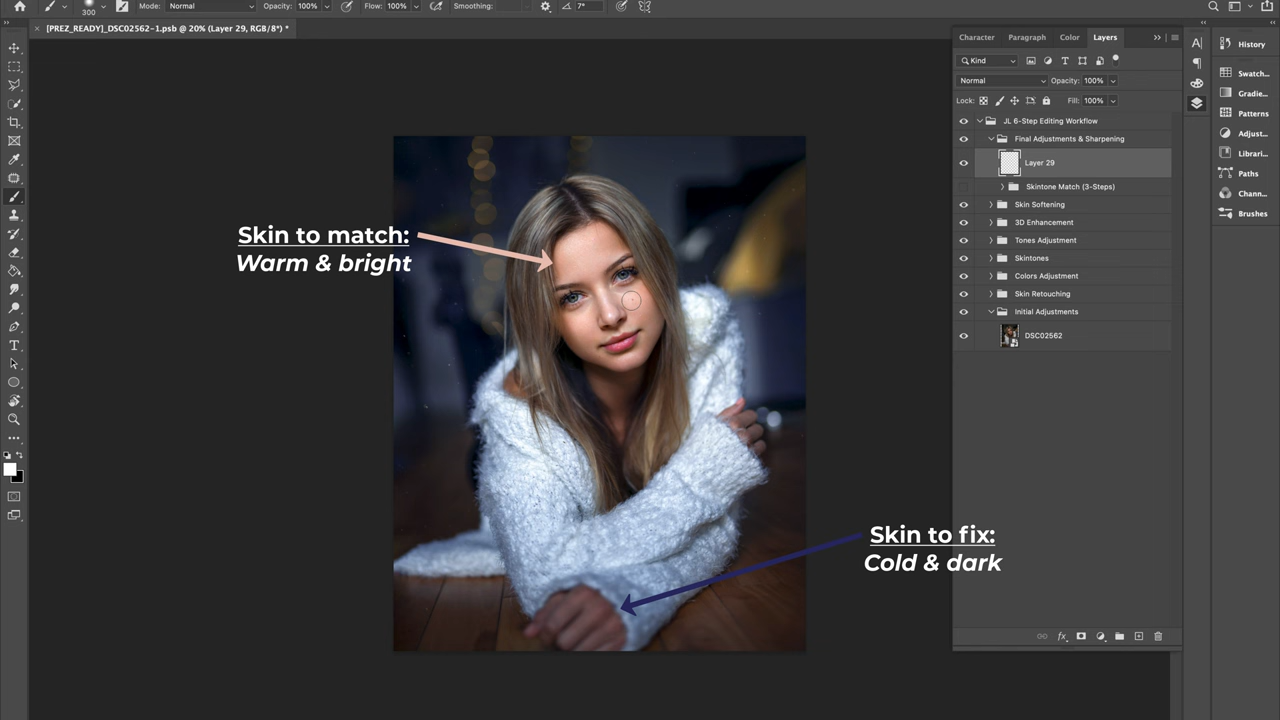 300
Mode:
Normal
Opacity:
100%
Flow:
100%
Smoothing:
7°
[PREZ_READY]_DSC02562-1.psb @ 20% (Layer 29, RGB/8*) *
Character
Paragraph
Color
Layers
Kind
Normal
Opacity:
100%
Lock:
Fill:
100%
JL 6-Step Editing Workflow
Final Adjustments & Sharpening
Layer 29
Skintone Match (3-Steps)
Skin Softening
3D Enhancement
Tones Adjustment
Skintones
Colors Adjustment
Skin Retouching
Initial Adjustments
DSC02562
History
Swatch...
Gradie...
Patterns
Adjust...
Librari...
Paths
Chann...
Brushes
Skin to match:
Warm & bright
Skin to fix:
Cold & dark